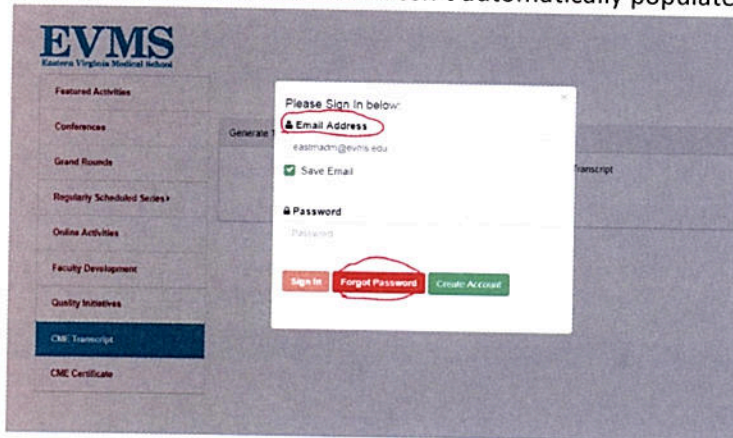 automatically populate
EVMS
Eastern Virginia Medical School
Featured Activities
Conferences
Grand Rounds
Regularly Scheduled Series
Online Activities
Faculty Development
Quality Initiatives
CME Transcript
CME Certificate
Generate T
Transcript
Please Sign In below:
×
Email Address
eastmadm@evms.edu
Save Email
Password
Password
Sign In
Forgot Password
Create Account